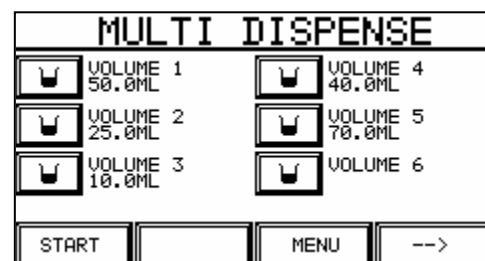 MULTI DISPENSE
VOLUME 1
50.0ML
VOLUME 2
25.0ML
VOLUME 3
10.0ML
VOLUME 4
40.0ML
VOLUME 5
70.0ML
VOLUME 6
START
MENU
-->